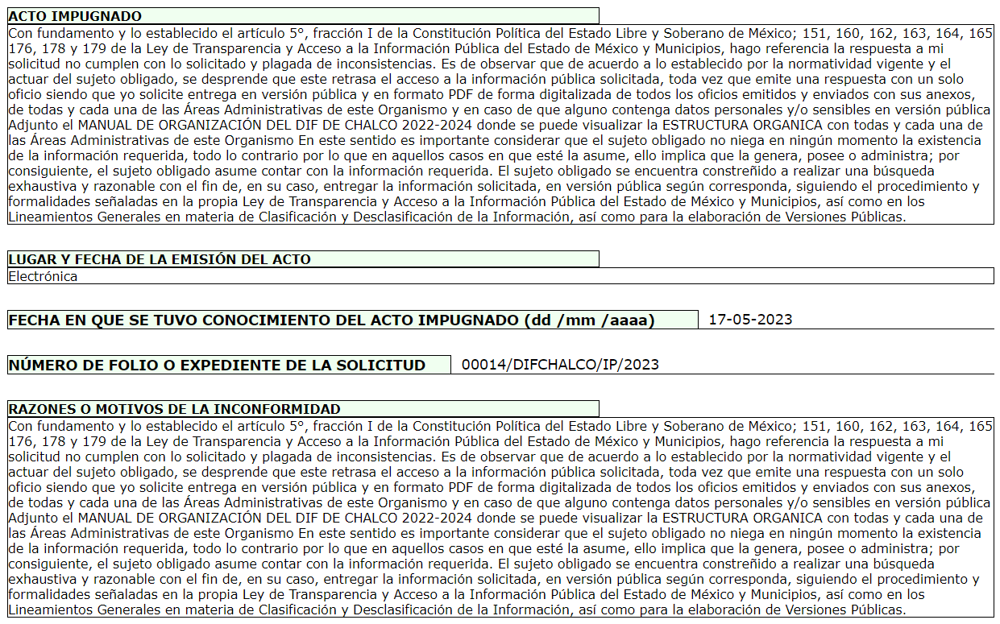 ACTO IMPUGNADO
Con fundamento y lo establecido el artículo 5°, fracción I de la Constitución Política del Estado Libre y Soberano de México; 151, 160, 162, 163, 164, 165
176, 178 y 179 de la Ley de Transparencia y Acceso a la Información Pública del Estado de México y Municipios, hago referencia la respuesta a mi
solicitud no cumplen con lo solicitado y plagada de inconsistencias. Es de observar que de acuerdo a lo establecido por la normatividad vigente y el
actuar del sujeto obligado, se desprende que este retrasa el acceso a la información pública solicitada, toda vez que emite una respuesta con un solo
oficio siendo que yo solicite entrega en versión pública y en formato PDF de forma digitalizada de todos los oficios emitidos y enviados con sus anexos,
de todas y cada una de las Áreas Administrativas de este Organismo y en caso de que alguno contenga datos personales y/o sensibles en versión pública
Adjunto el MANUAL DE ORGANIZACIÓN DEL DIF DE CHALCO 2022-2024 donde se puede visualizar la ESTRUCTURA ORGANICA con todas y cada una de
las Áreas Administrativas de este Organismo En este sentido es importante considerar que el sujeto obligado no niega en ningún momento la existencia
de la información requerida, todo lo contrario por lo que en aquellos casos en que esté la asume, ello implica que la genera, posee o administra; por
consiguiente, el sujeto obligado asume contar con la información requerida. El sujeto obligado se encuentra constreñido a realizar una búsqueda
exhaustiva y razonable con el fin de, en su caso, entregar la información solicitada, en versión pública según corresponda, siguiendo el procedimiento y
formalidades señaladas en la propia Ley de Transparencia y Acceso a la Información Pública del Estado de México y Municipios, así como en los
Lineamientos Generales en materia de Clasificación y Desclasificación de la Información, así como para la elaboración de Versiones Públicas.
LUGAR Y FECHA DE LA EMISIÓN DEL ACTO
Electrónica
FECHA EN QUE SE TUVO CONOCIMIENTO DEL ACTO IMPUGNADO (dd /mm /aaaa) 17-05-2023
NÚMERO DE FOLIO O EXPEDIENTE DE LA SOLICITUD 00014/DIFCHALCO/IP/2023
RAZONES O MOTIVOS DE LA INCONFORMIDAD
Con fundamento y lo establecido el artículo 5°, fracción I de la Constitución Política del Estado Libre y Soberano de México; 151, 160, 162, 163, 164, 165
176, 178 y 179 de la Ley de Transparencia y Acceso a la Información Pública del Estado de México y Municipios, hago referencia la respuesta a mi
solicitud no cumplen con lo solicitado y plagada de inconsistencias. Es de observar que de acuerdo a lo establecido por la normatividad vigente y el
actuar del sujeto obligado, se desprende que este retrasa el acceso a la información pública solicitada, toda vez que emite una respuesta con un solo
oficio siendo que yo solicite entrega en versión pública y en formato PDF de forma digitalizada de todos los oficios emitidos y enviados con sus anexos,
de todas y cada una de las Áreas Administrativas de este Organismo y en caso de que alguno contenga datos personales y/o sensibles en versión pública
Adjunto el MANUAL DE ORGANIZACIÓN DEL DIF DE CHALCO 2022-2024 donde se puede visualizar la ESTRUCTURA ORGANICA con todas y cada una de
las Áreas Administrativas de este Organismo En este sentido es importante considerar que el sujeto obligado no niega en ningún momento la existencia
de la información requerida, todo lo contrario por lo que en aquellos casos en que esté la asume, ello implica que la genera, posee o administra; por
consiguiente, el sujeto obligado asume contar con la información requerida. El sujeto obligado se encuentra constreñido a realizar una búsqueda
exhaustiva y razonable con el fin de, en su caso, entregar la información solicitada, en versión pública según corresponda, siguiendo el procedimiento y
formalidades señaladas en la propia Ley de Transparencia y Acceso a la Información Pública del Estado de México y Municipios, así como en los
Lineamientos Generales en materia de Clasificación y Desclasificación de la Información, así como para la elaboración de Versiones Públicas.